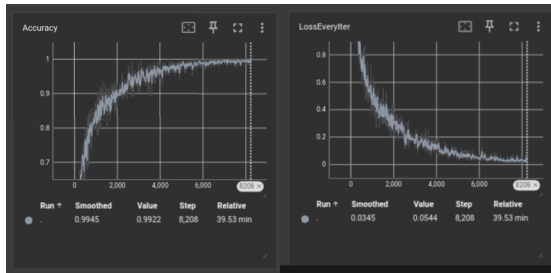 Accuracy
1
0.9
0.8
0.7
0 2,000 4,000 6,000 8208 ×
Run ↑ Smoothed Value Step Relative
. 0.9945 0.9922 8,208 39.53 min
LossEveryIter
0.8
0.6
0.4
0.2
0
0 2,000 4,000 6,000 8208 ×
Run ↑ Smoothed Value Step Relative
. 0.0345 0.0544 8,208 39.53 min